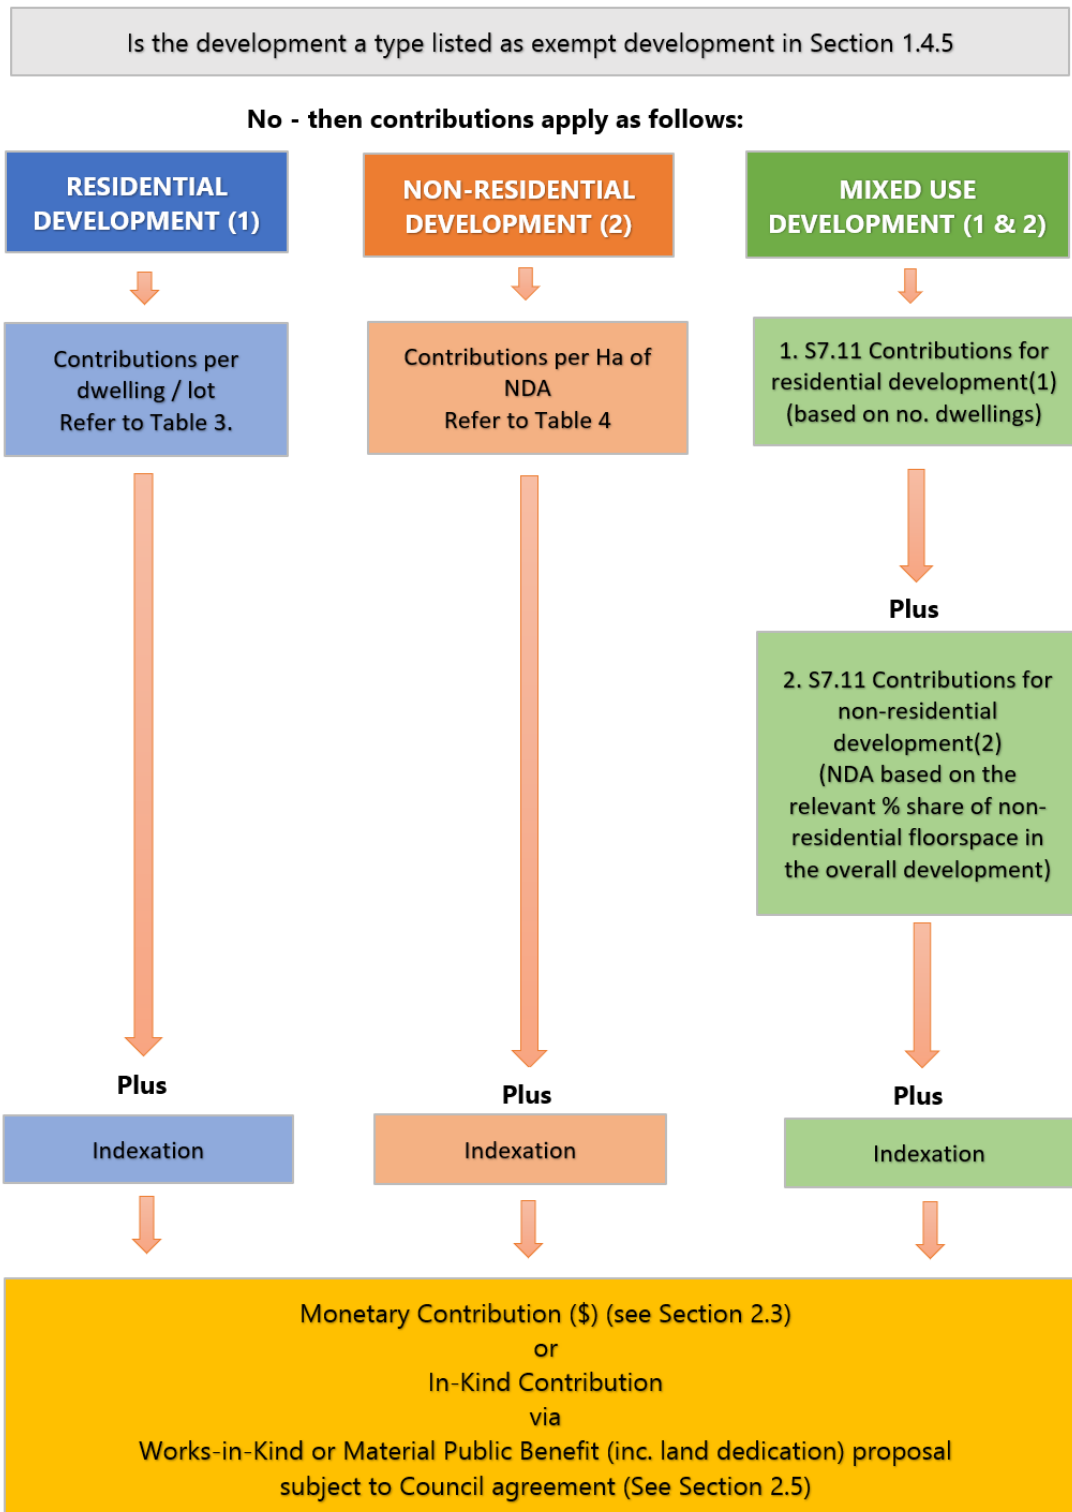 Is the development a type listed as exempt development in Section 1.4.5
No - then contributions apply as follows:
RESIDENTIAL
DEVELOPMENT (1)
NON-RESIDENTIAL
DEVELOPMENT (2)
MIXED USE
DEVELOPMENT (1 & 2)
Contributions per
dwelling / lot
Refer to Table 3.
Contributions per Ha of
NDA
Refer to Table 4
1. S7.11 Contributions for
residential development(1)
(based on no. dwellings)
Plus
2. S7.11 Contributions for
non-residential
development(2)
(NDA based on the
relevant % share of non-
residential floorspace in
the overall development)
Plus
Plus
Plus
Indexation
Indexation
Indexation
Monetary Contribution ($) (see Section 2.3)
or
In-Kind Contribution
via
Works-in-Kind or Material Public Benefit (inc. land dedication) proposal
subject to Council agreement (See Section 2.5)